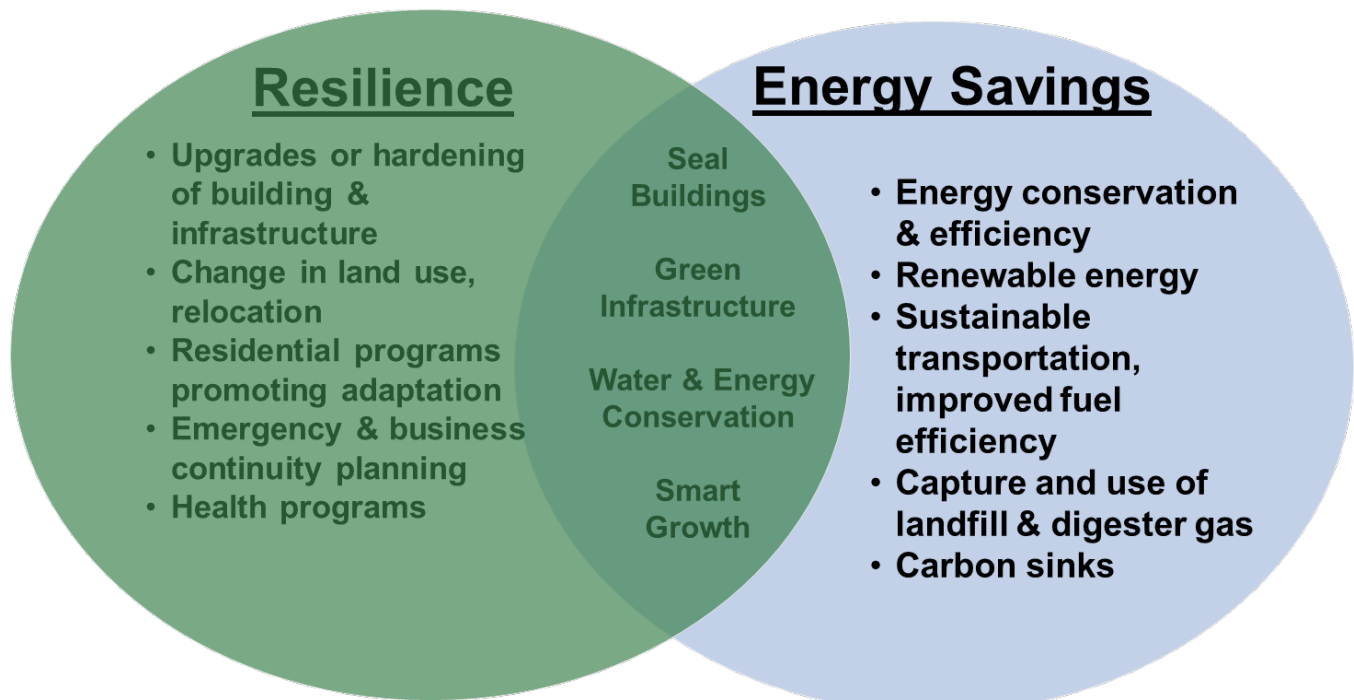 Resilience
• Upgrades or hardening
of building &
infrastructure
• Change in land use,
relocation
• Residential programs
promoting adaptation
• Emergency & business
continuity planning
• Health programs
Seal
Buildings
Green
Infrastructure
Water & Energy
Conservation
Smart
Growth
Energy Savings
• Energy conservation
& efficiency
• Renewable energy
• Sustainable
transportation,
improved fuel
efficiency
• Capture and use of
landfill & digester gas
• Carbon sinks